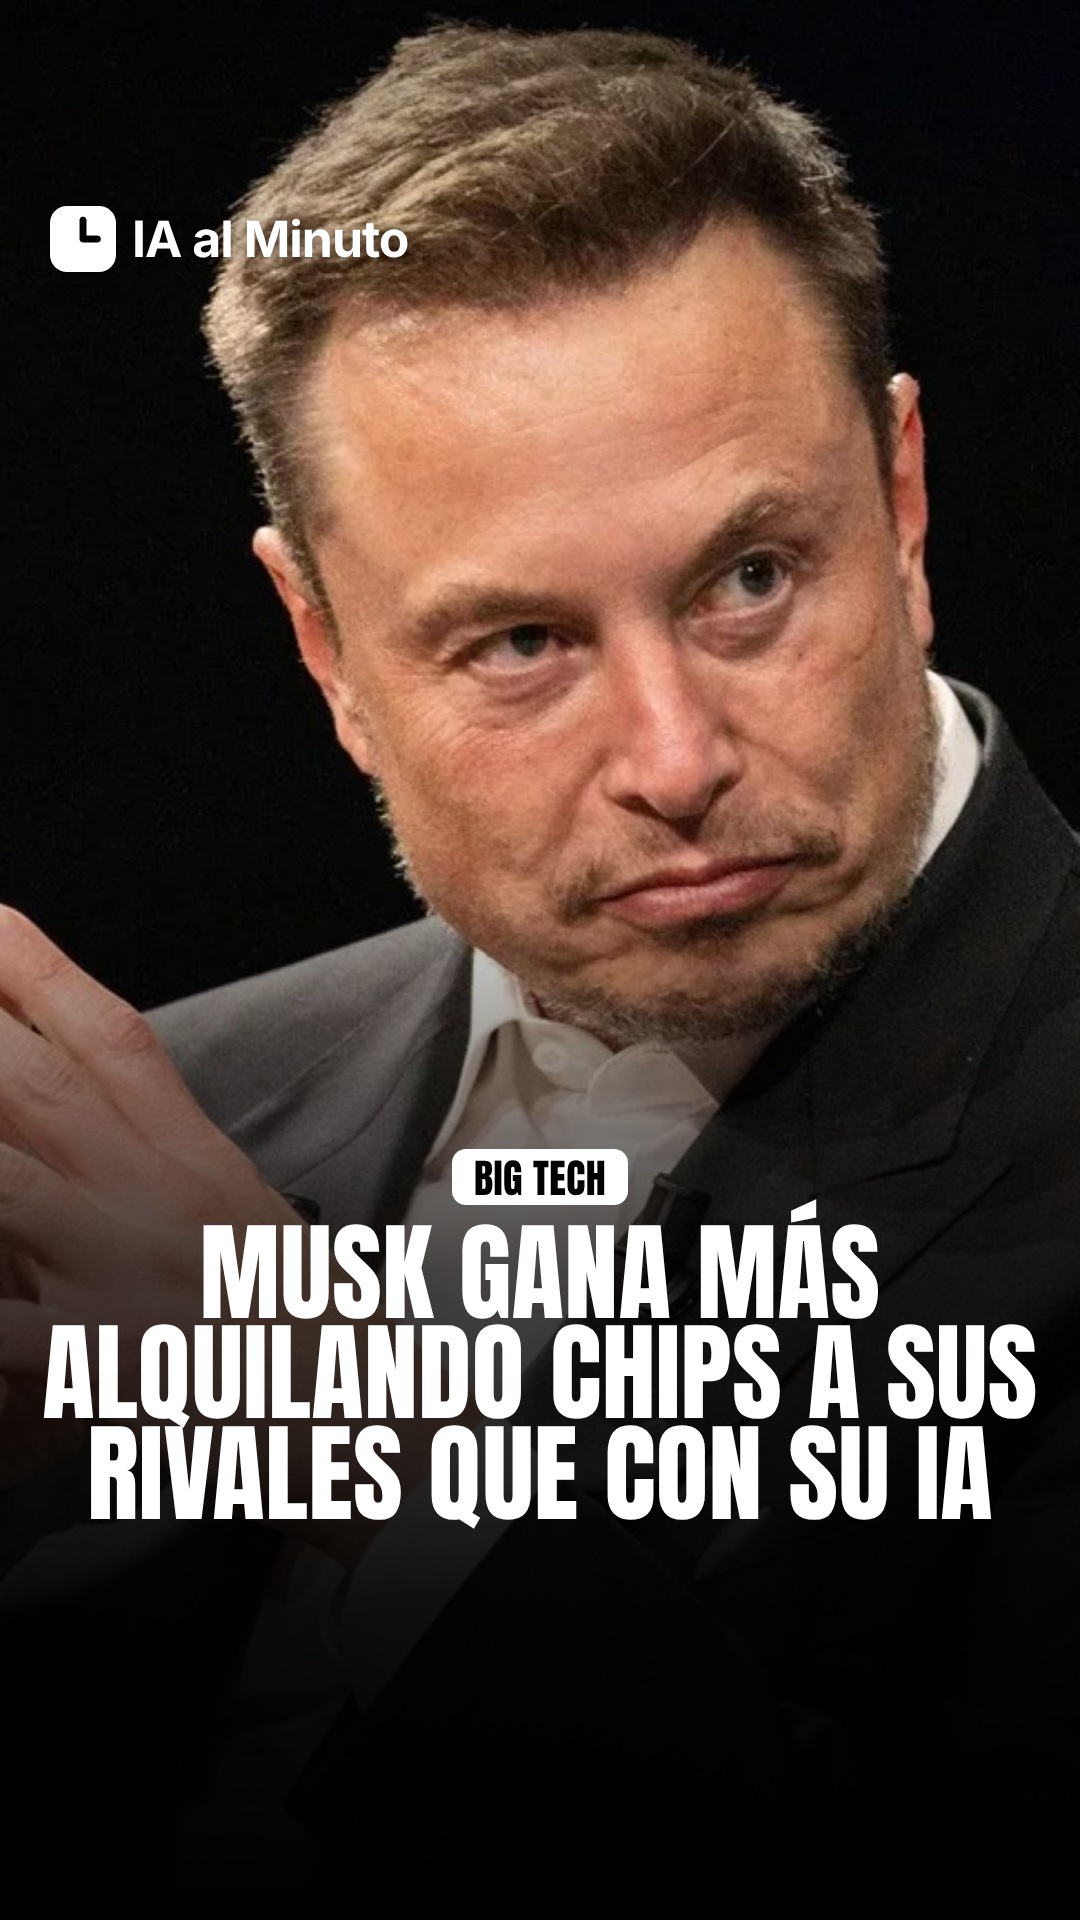 IA al Minuto
BIG TECH
MUSK GANA MÁS
ALQUILANDO CHIPS A SUS
RIVALES QUE CON SU IA